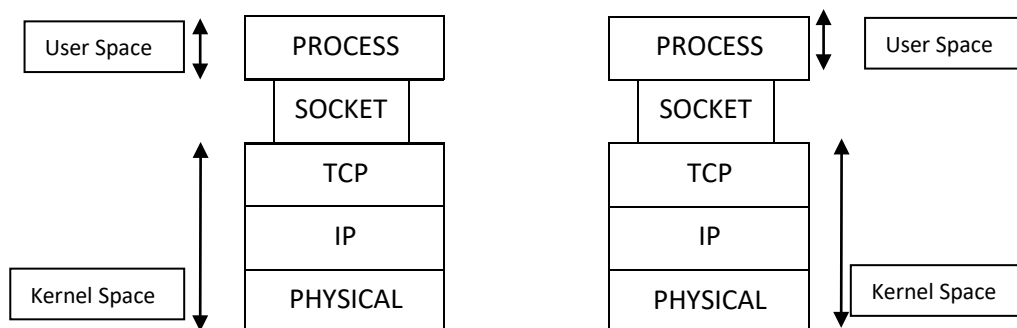 User Space
PROCESS
SOCKET
TCP
IP
PHYSICAL
Kernel Space
PROCESS
User Space
SOCKET
TCP
IP
PHYSICAL
Kernel Space